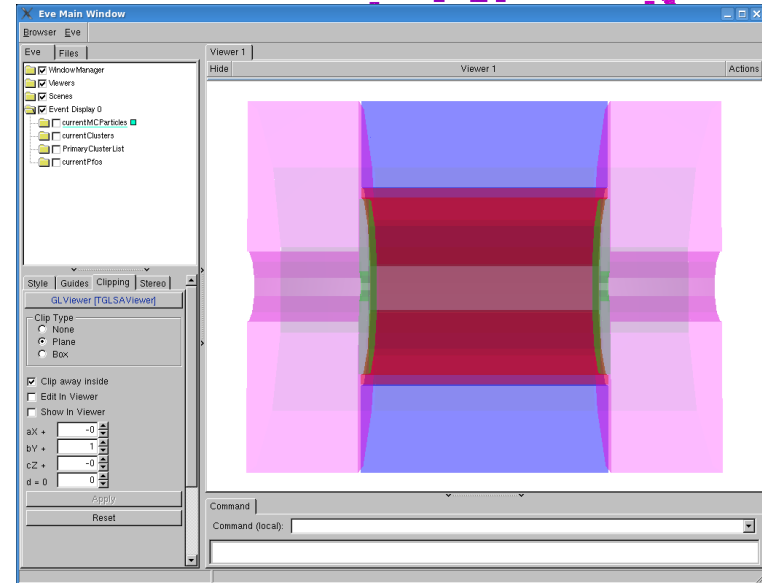 Eve Main Window
Browser Eve
Eve Files
WindowManager
Viewers
Scenes
Event Display 0
currentMCParticles
currentClusters
PrimaryClusterList
currentPfos
Viewer 1
Hide Viewer 1 Actions
Style Guides Clipping Stereo
GLViewer [TGLSAViewer]
Clip Type
None
Plane
Box
Clip away inside
Edit In Viewer
Show In Viewer
aX + -0
bY + 1
cZ + -0
d = 0 0
Apply
Reset
Command
Command (local):